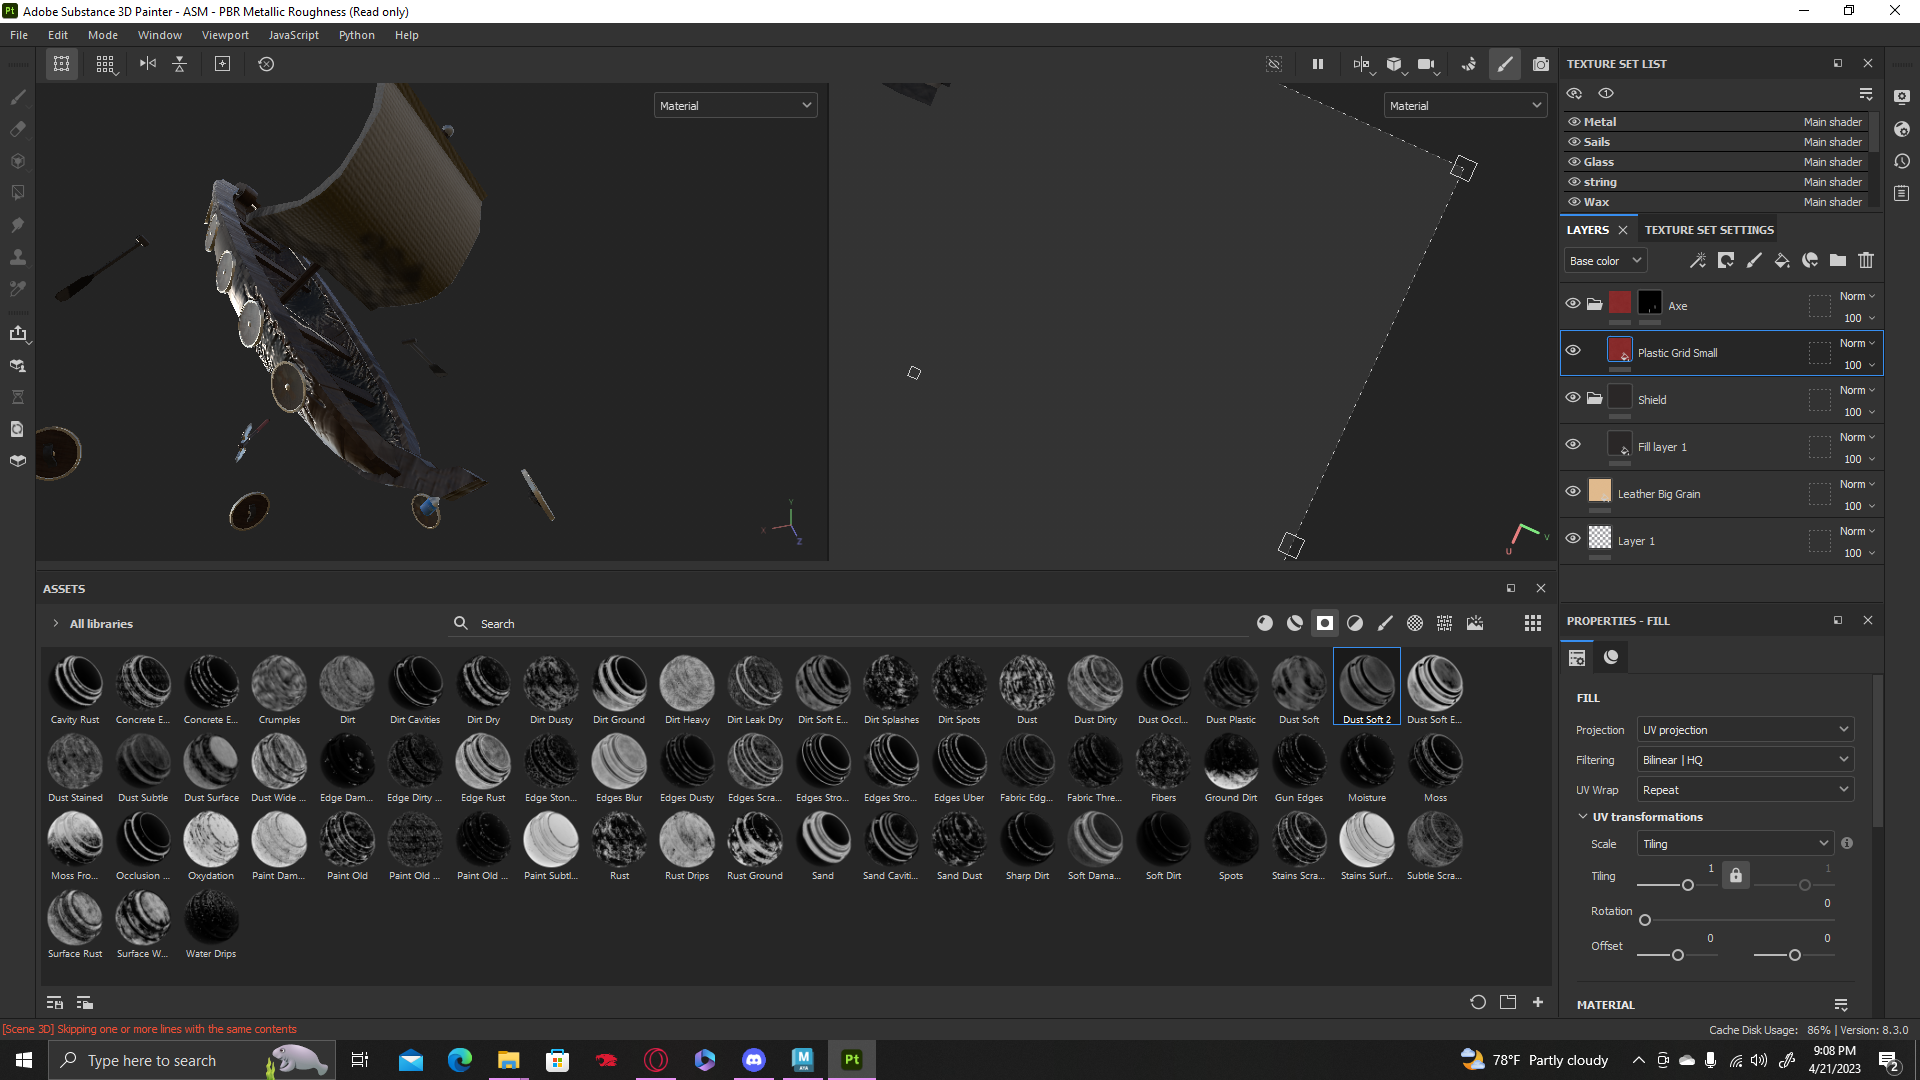 Pt Adobe Substance 3D Painter - ASM - PBR Metallic Roughness (Read only)
File Edit Mode Window Viewport JavaScript Python Help
Material
Material
Y
X
Z
U
V
TEXTURE SET LIST
Metal Main shader
Sails Main shader
Glass Main shader
string Main shader
Wax Main shader
LAYERS TEXTURE SET SETTINGS
Base color
Axe Norm 100
Plastic Grid Small Norm 100
Shield Norm 100
Fill layer 1 Norm 100
Leather Big Grain Norm 100
Layer 1 Norm 100
ASSETS
All libraries Search
Cavity Rust Concrete E... Concrete E... Crumples Dirt Dirt Cavities Dirt Dry Dirt Dusty Dirt Ground Dirt Heavy Dirt Leak Dry Dirt Soft E... Dirt Splashes Dirt Spots Dust Dust Dirty Dust Occl... Dust Plastic Dust Soft Dust Soft 2 Dust Soft E...
Dust Stained Dust Subtle Dust Surface Dust Wide ... Edge Dam... Edge Dirty ... Edge Rust Edge Ston... Edges Blur Edges Dusty Edges Scra... Edges Stro... Edges Stro... Edges Uber Fabric Edg... Fabric Thre... Fibers Ground Dirt Gun Edges Moisture Moss
Moss Fro... Occlusion ... Oxydation Paint Dam... Paint Old Paint Old ... Paint Old ... Paint Subtl... Rust Rust Drips Rust Ground Sand Sand Caviti... Sand Dust Sharp Dirt Soft Dama... Soft Dirt Spots Stains Scra... Stains Surf... Subtle Scra...
Surface Rust Surface W... Water Drips
PROPERTIES - FILL
FILL
Projection UV projection
Filtering Bilinear | HQ
UV Wrap Repeat
UV transformations
Scale Tiling
Tiling 1 1
Rotation 0
Offset 0 0
MATERIAL
[Scene 3D] Skipping one or more lines with the same contents
Cache Disk Usage: 86% | Version: 8.3.0
Type here to search
M
Pt
78°F Partly cloudy
9:08 PM
4/21/2023
2